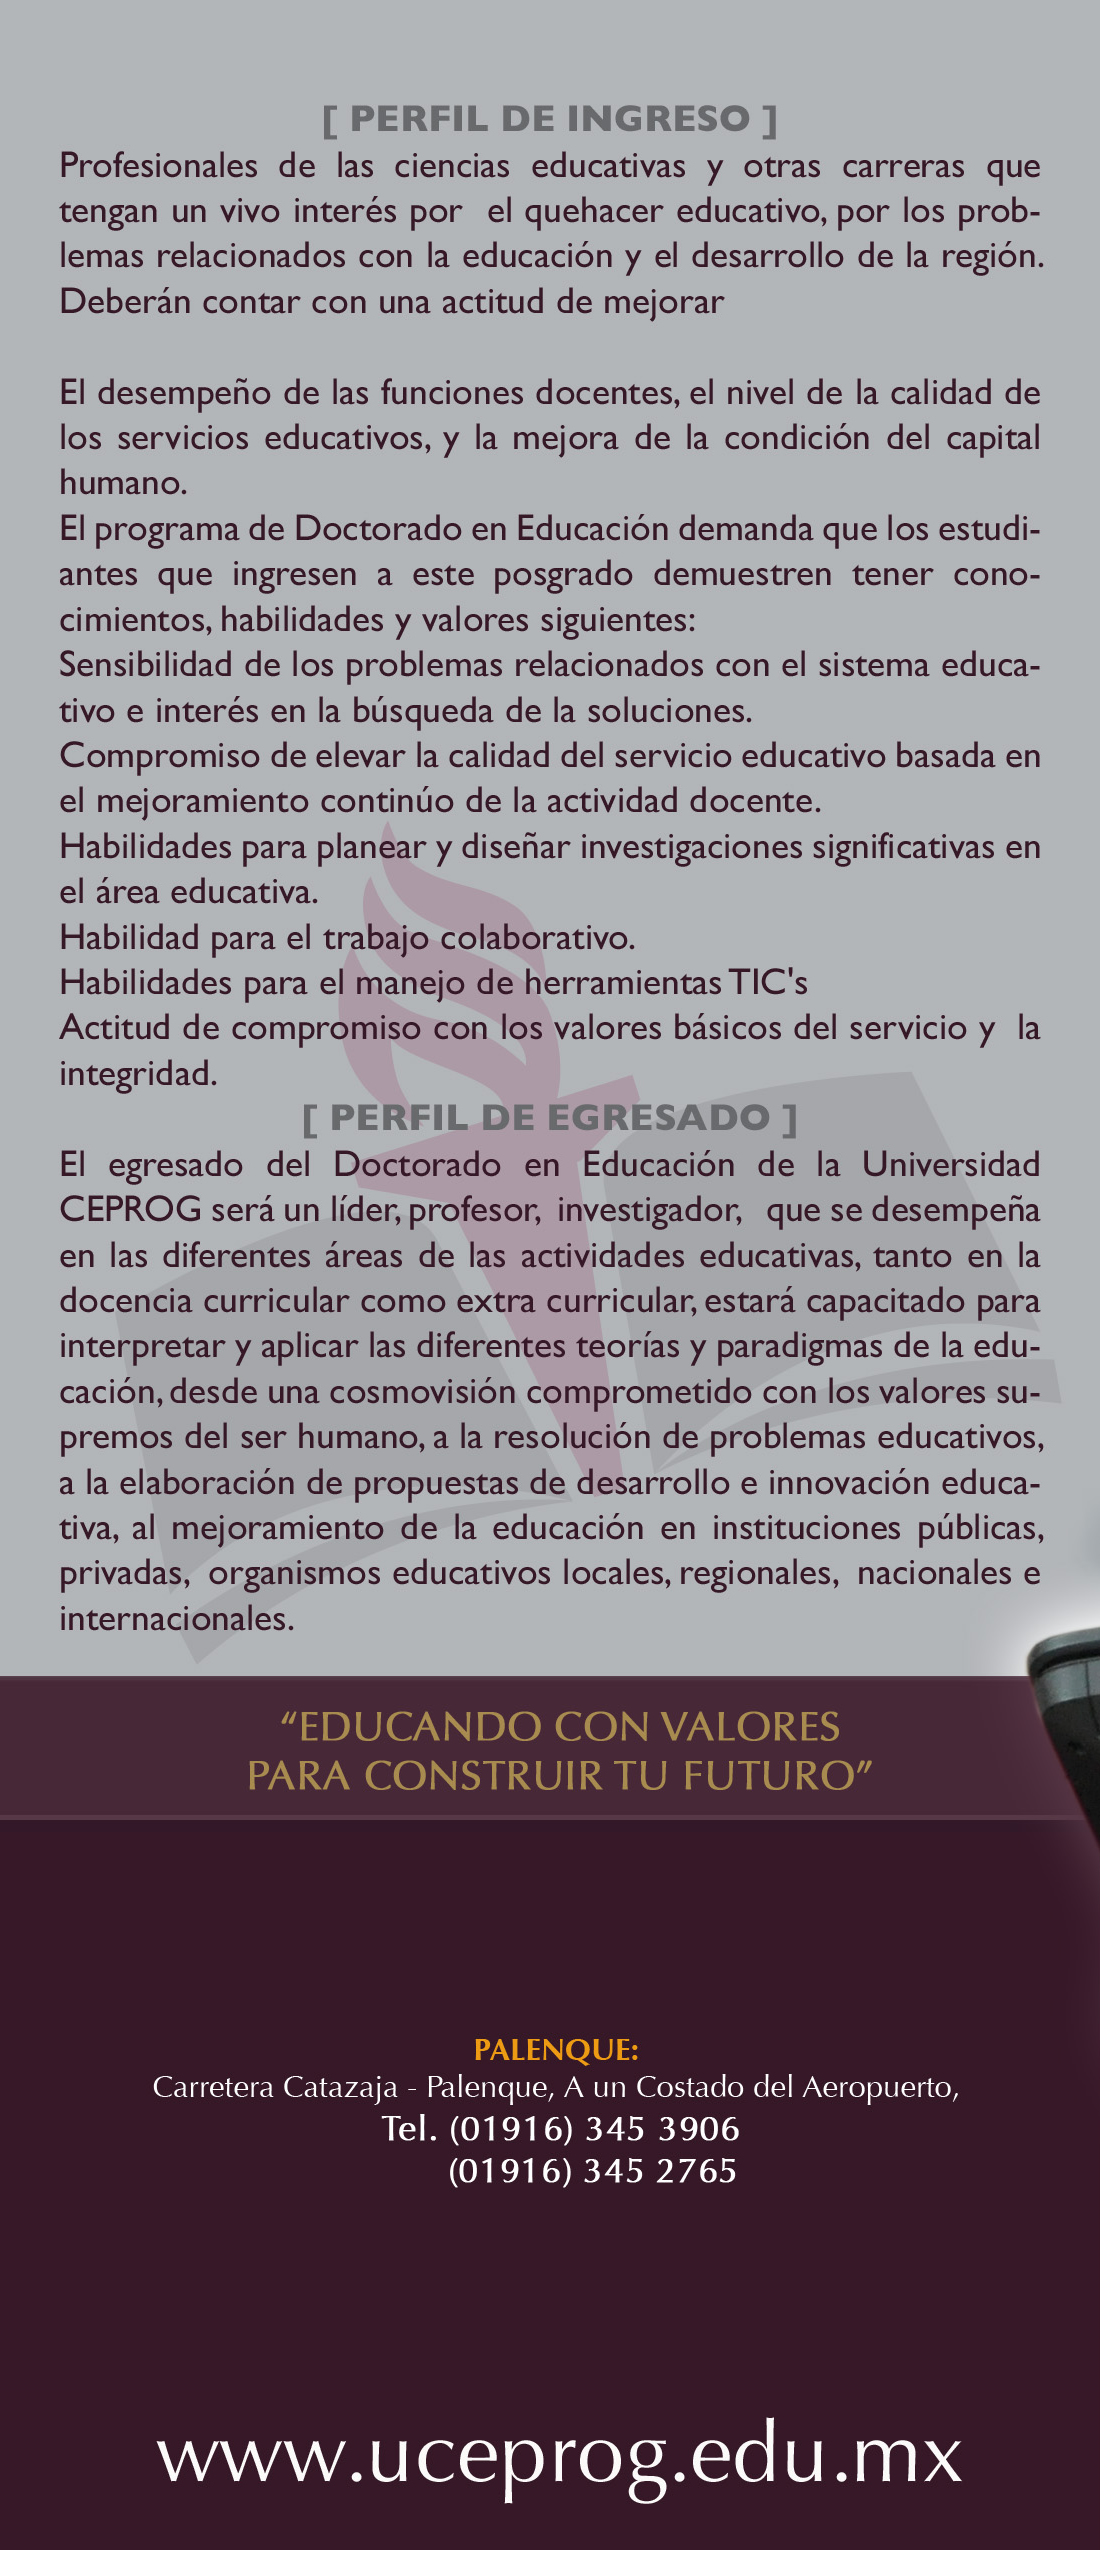 [ PERFIL DE INGRESO ]
Profesionales de las ciencias educativas y otras carreras que
tengan un vivo interés por el quehacer educativo, por los prob-
lemas relacionados con la educación y el desarrollo de la región.
Deberán contar con una actitud de mejorar
El desempeño de las funciones docentes, el nivel de la calidad de
los servicios educativos, y la mejora de la condición del capital
humano.
El programa de Doctorado en Educación demanda que los estudi-
antes que ingresen a este posgrado demuestren tener cono-
cimientos, habilidades y valores siguientes:
Sensibilidad de los problemas relacionados con el sistema educa-
tivo e interés en la búsqueda de la soluciones.
Compromiso de elevar la calidad del servicio educativo basada en
el mejoramiento continúo de la actividad docente.
Habilidades para planear y diseñar investigaciones significativas en
el área educativa.
Habilidad para el trabajo colaborativo.
Habilidades para el manejo de herramientas TIC's
Actitud de compromiso con los valores básicos del servicio y la
integridad.
[ PERFIL DE EGRESADO ]
El egresado del Doctorado en Educación de la Universidad
CEPROG será un líder, profesor, investigador, que se desempeña
en las diferentes áreas de las actividades educativas, tanto en la
docencia curricular como extra curricular, estará capacitado para
interpretar y aplicar las diferentes teorías y paradigmas de la edu-
cación, desde una cosmovisión comprometido con los valores su-
premos del ser humano, a la resolución de problemas educativos,
a la elaboración de propuestas de desarrollo e innovación educa-
tiva, al mejoramiento de la educación en instituciones públicas,
privadas, organismos educativos locales, regionales, nacionales e
internacionales.
“EDUCANDO CON VALORES
PARA CONSTRUIR TU FUTURO”
PALENQUE:
Carretera Catazaja - Palenque, A un Costado del Aeropuerto,
Tel. (01916) 345 3906
(01916) 345 2765
www.uceprog.edu.mx